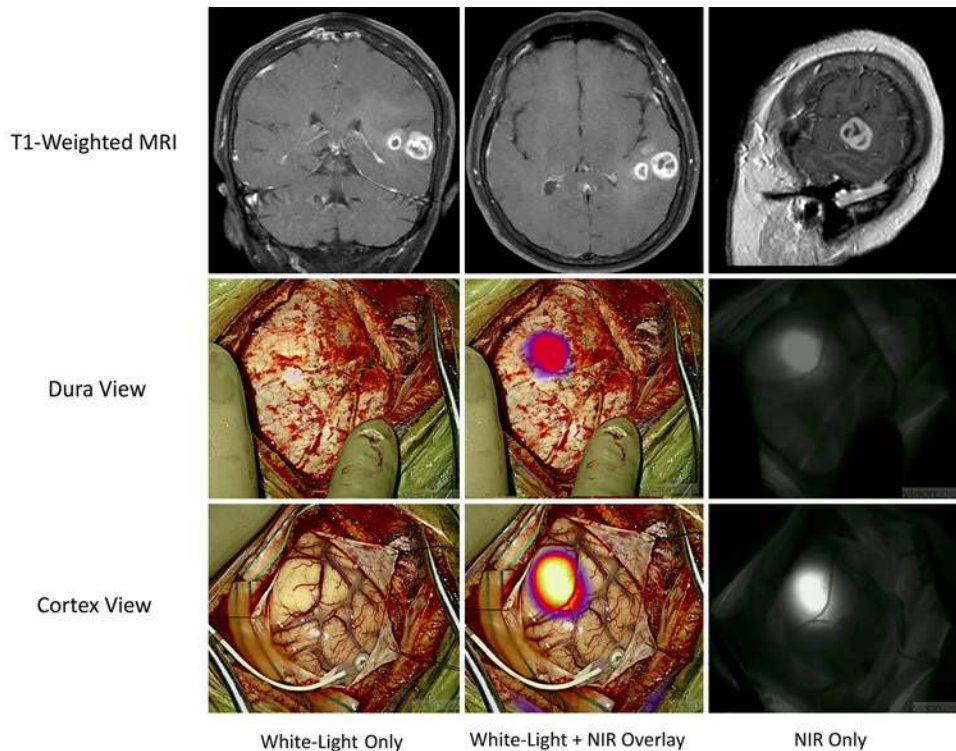 T1-Weighted MRI
Dura View
Cortex View
White-Light Only
White-Light + NIR Overlay
NIR Only